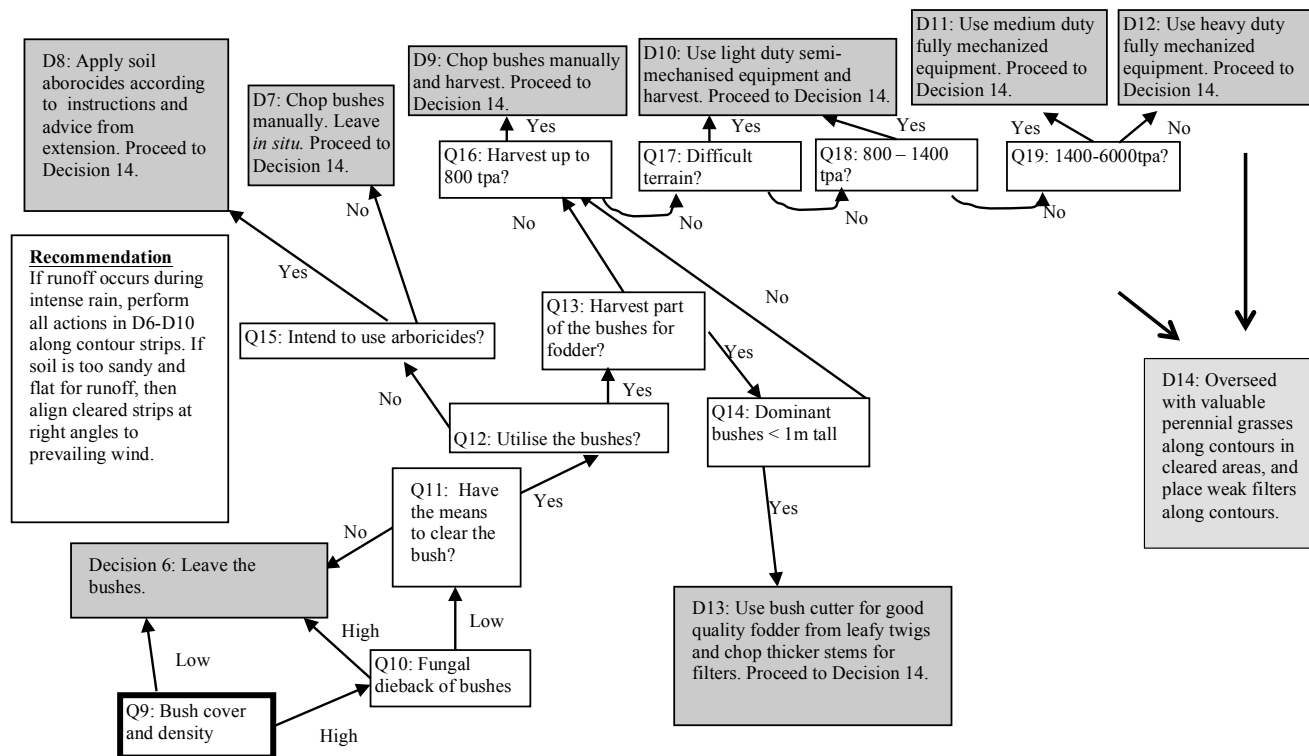 D8: Apply soil
aborocides according
to instructions and
advice from
extension. Proceed to
Decision 14.
D7: Chop bushes
manually. Leave
in situ. Proceed to
Decision 14.
D9: Chop bushes manually
and harvest. Proceed to
Decision 14.
D10: Use light duty semi-
mechanised equipment and
harvest. Proceed to Decision 14.
D11: Use medium duty
fully mechanized
equipment. Proceed to
Decision 14.
D12: Use heavy duty
fully mechanized
equipment. Proceed to
Decision 14.
Yes
Yes
Yes
Yes
No
Q16: Harvest up to
800 tpa?
Q17: Difficult
terrain?
Q18: 800 – 1400
tpa?
Q19: 1400-6000tpa?
No
No
No
No
No
No
Recommendation
If runoff occurs during
intense rain, perform
all actions in D6-D10
along contour strips. If
soil is too sandy and
flat for runoff, then
align cleared strips at
right angles to
prevailing wind.
Yes
Q15: Intend to use arboricides?
Q13: Harvest part
of the bushes for
fodder?
Yes
No
Yes
Q12: Utilise the bushes?
Q14: Dominant
bushes < 1m tall
D14: Overseed
with valuable
perennial grasses
along contours in
cleared areas, and
place weak filters
along contours.
Q11: Have
the means
to clear the
bush?
Yes
Yes
No
Decision 6: Leave the
bushes.
D13: Use bush cutter for good
quality fodder from leafy twigs
and chop thicker stems for
filters. Proceed to Decision 14.
High
Low
Low
Q10: Fungal
dieback of bushes
Q9: Bush cover
and density
High